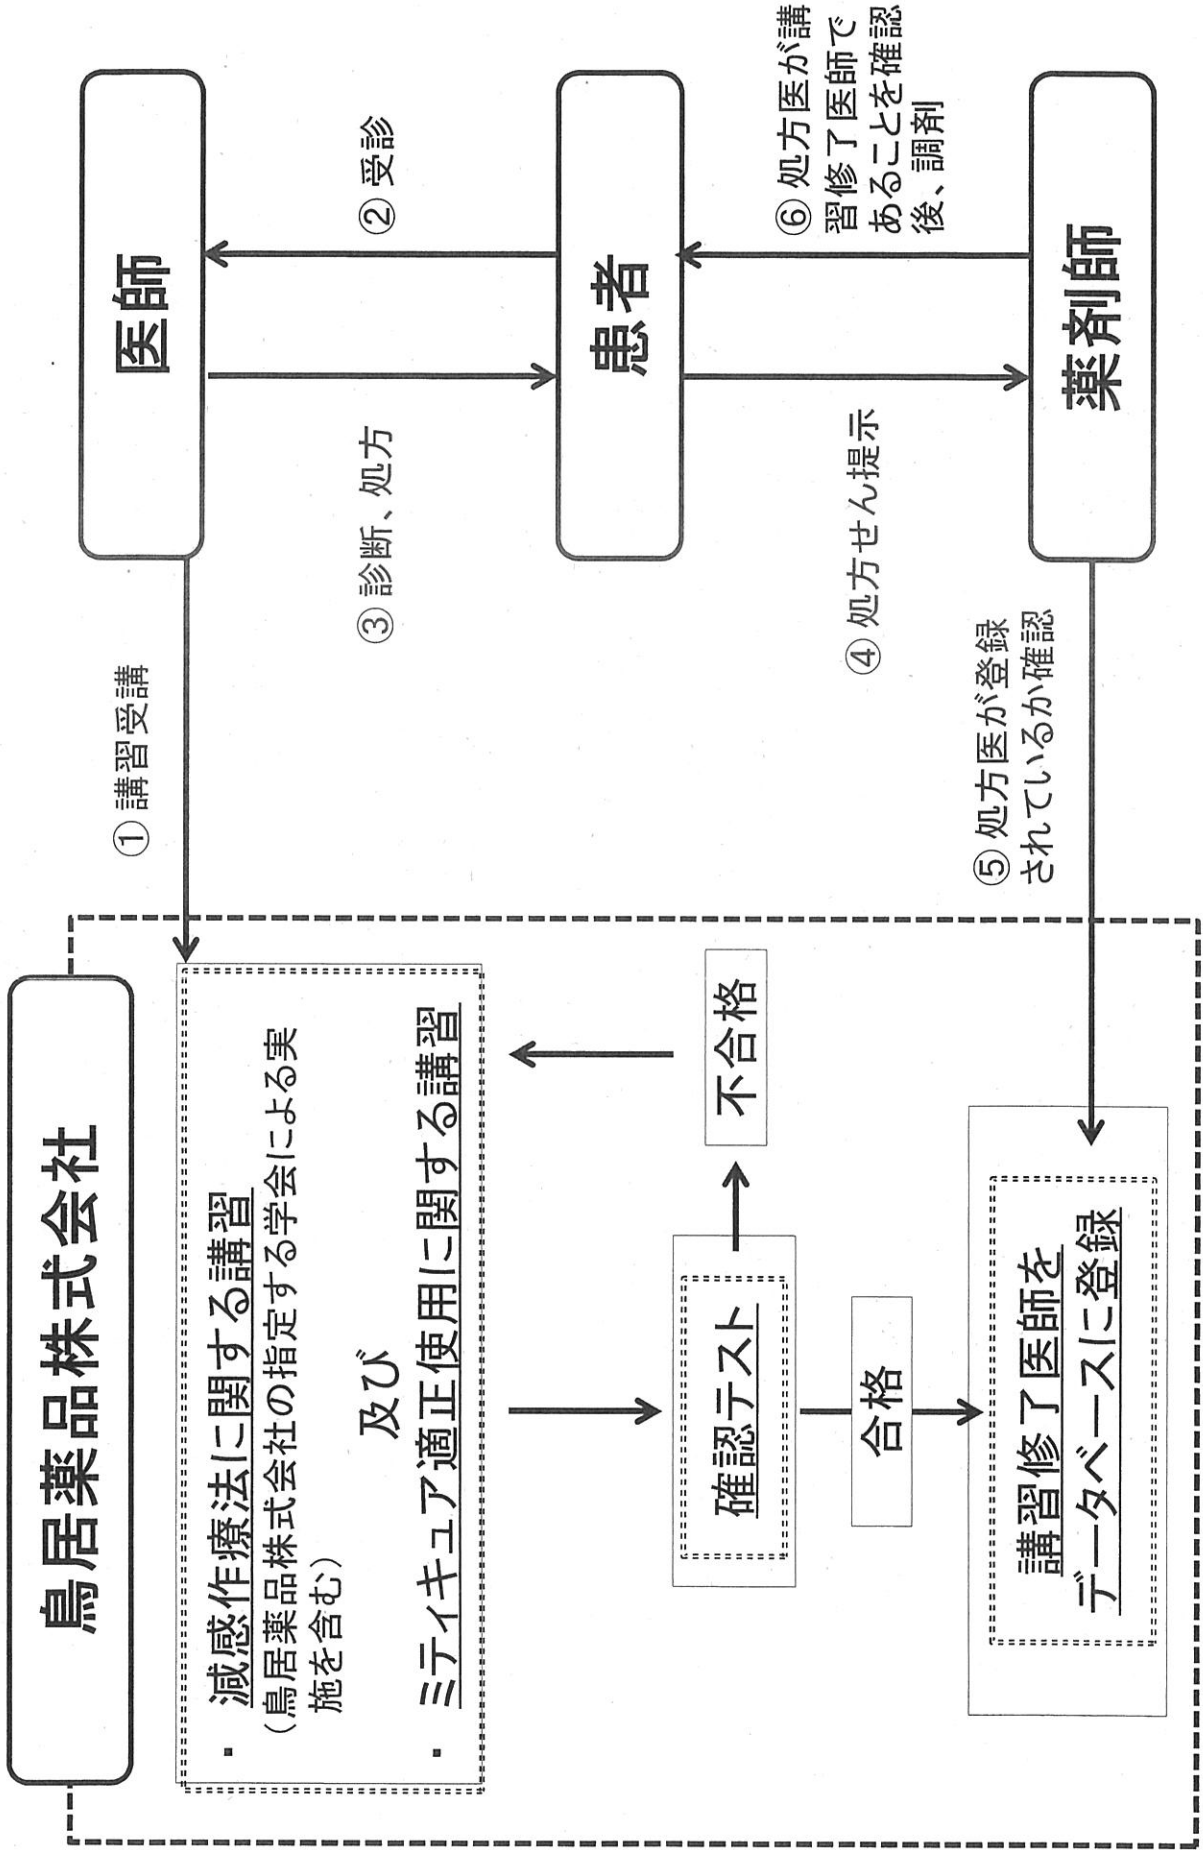 鳥居薬品株式会社
・ 減感作療法に関する講習
（鳥居薬品株式会社の指定する学会による実
施を含む）
及び
・ ミティキュア適正使用に関する講習
確認テスト
不合格
合格
講習修了医師を
データベースに登録
① 講習受講
医師
② 受診
③ 診断、処方
患者
④ 処方せん提示
⑤ 処方医が登録
されているか確認
⑥ 処方医が講
習修了医師で
あることを確認
後、調剤
薬剤師